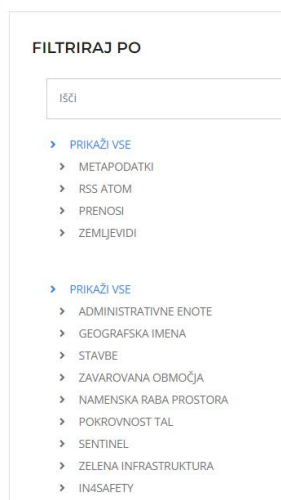 FILTRIRAJ PO
Išči
PRIKAŽI VSE
METAPODATKI
RSS ATOM
PRENOSI
ZEMLJEVIDI
PRIKAŽI VSE
ADMINISTRATIVNE ENOTE
GEOGRAFSKA IMENA
STAVBE
ZAVAROVANA OBMOČJA
NAMENSKA RABA PROSTORA
POKROVNOST TAL
SENTINEL
ZELENA INFRASTRUKTURA
IN4SAFETY